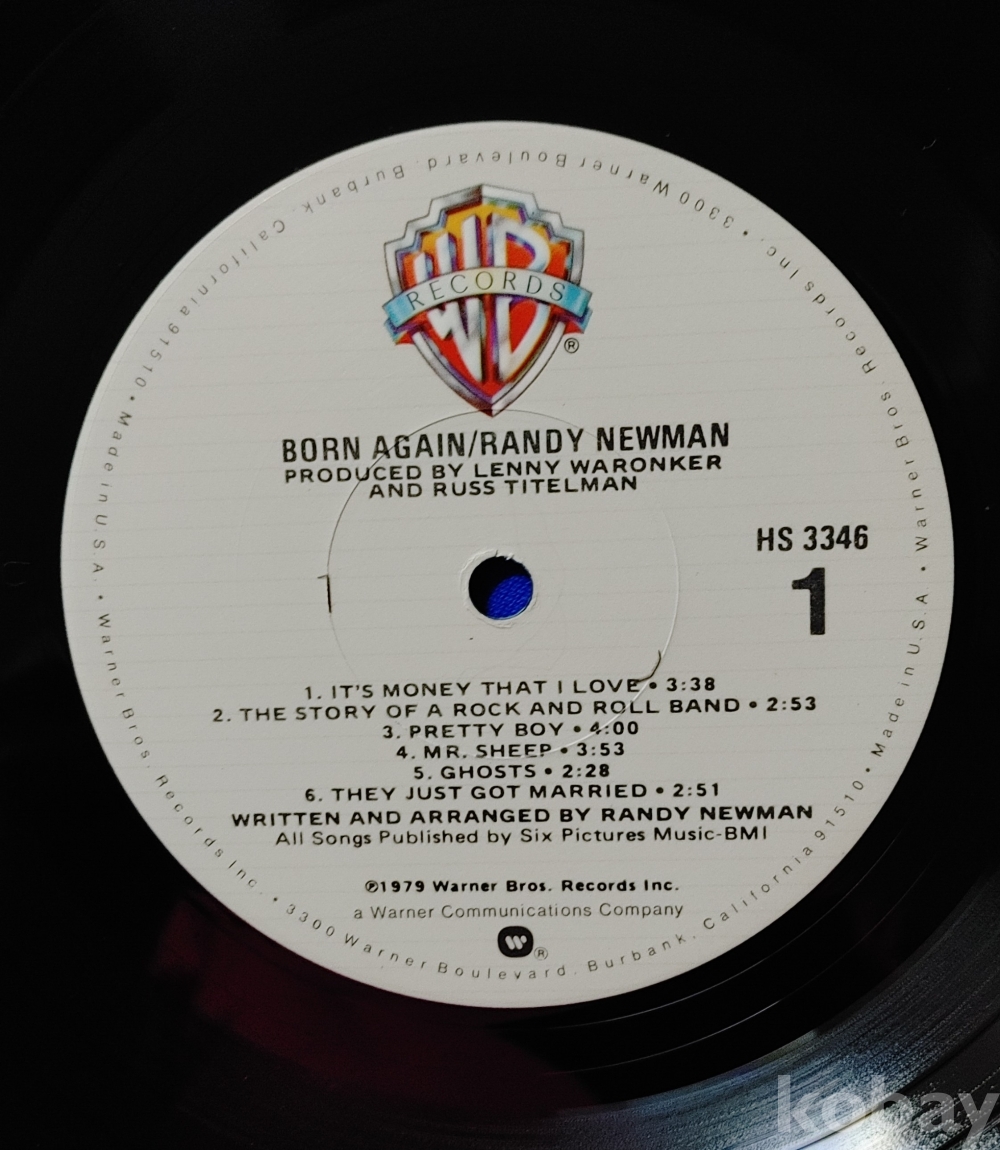 Warner Bros. Records Inc. • 3300 Warner Boulevard. Burbank. California 91510 • Made in U.S.A. •
Warner Bros. Records Inc. • 3300 Warner Boulevard. Burbank. California 91510 • Made in U.S.A •
WB
RECORDS
®
BORN AGAIN/RANDY NEWMAN
PRODUCED BY LENNY WARONKER
AND RUSS TITELMAN
HS 3346
1
1. IT'S MONEY THAT I LOVE • 3:38
2. THE STORY OF A ROCK AND ROLL BAND • 2:53
3. PRETTY BOY • 4:00
4. MR. SHEEP • 3:53
5. GHOSTS • 2:28
6. THEY JUST GOT MARRIED • 2:51
WRITTEN AND ARRANGED BY RANDY NEWMAN
All Songs Published by Six Pictures Music-BMI
℗1979 Warner Bros. Records Inc.
a Warner Communications Company
W ®
kobay